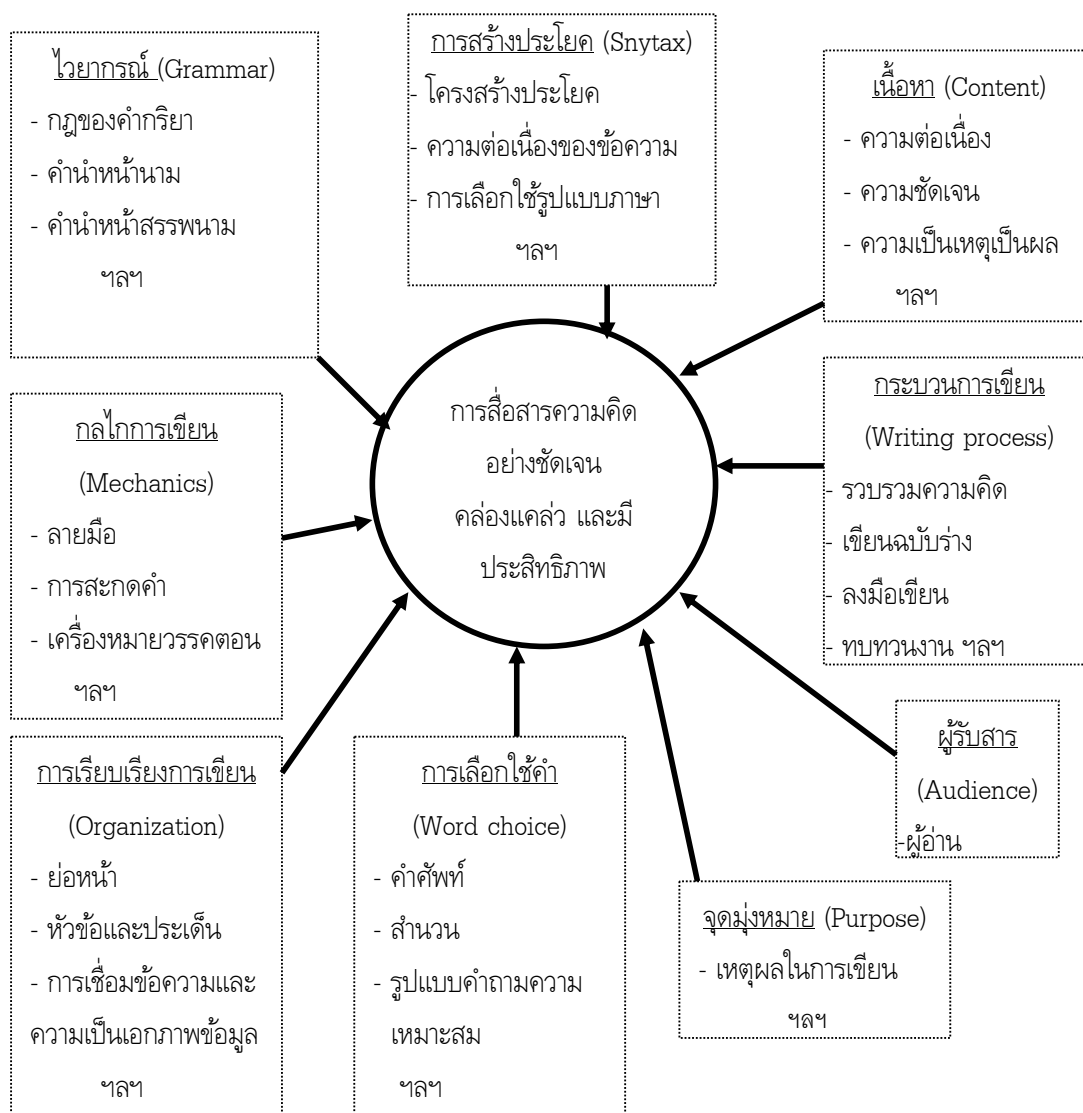 ไวยากรณ์ (Grammar)
- กฎของคำกริยา
- คำนำหน้านาม
- คำนำหน้าสรรพนาม
ฯลฯ
การสร้างประโยค (Snytax)
- โครงสร้างประโยค
- ความต่อเนื่องของข้อความ
- การเลือกใช้รูปแบบภาษา
ฯลฯ
เนื้อหา (Content)
- ความต่อเนื่อง
- ความชัดเจน
- ความเป็นเหตุเป็นผล
ฯลฯ
กลไกการเขียน
(Mechanics)
- ลายมือ
- การสะกดคำ
- เครื่องหมายวรรคตอน
ฯลฯ
การสื่อสารความคิด
อย่างชัดเจน
คล่องแคล่ว และมี
ประสิทธิภาพ
กระบวนการเขียน
(Writing process)
- รวบรวมความคิด
- เขียนฉบับร่าง
- ลงมือเขียน
- ทบทวนงาน ฯลฯ
การเรียบเรียงการเขียน
(Organization)
- ย่อหน้า
- หัวข้อและประเด็น
- การเชื่อมข้อความและ
ความเป็นเอกภาพข้อมูล
ฯลฯ
การเลือกใช้คำ
(Word choice)
- คำศัพท์
- สำนวน
- รูปแบบคำถามความ
เหมาะสม
ฯลฯ
จุดมุ่งหมาย (Purpose)
- เหตุผลในการเขียน
ฯลฯ
ผู้รับสาร
(Audience)
-ผู้อ่าน